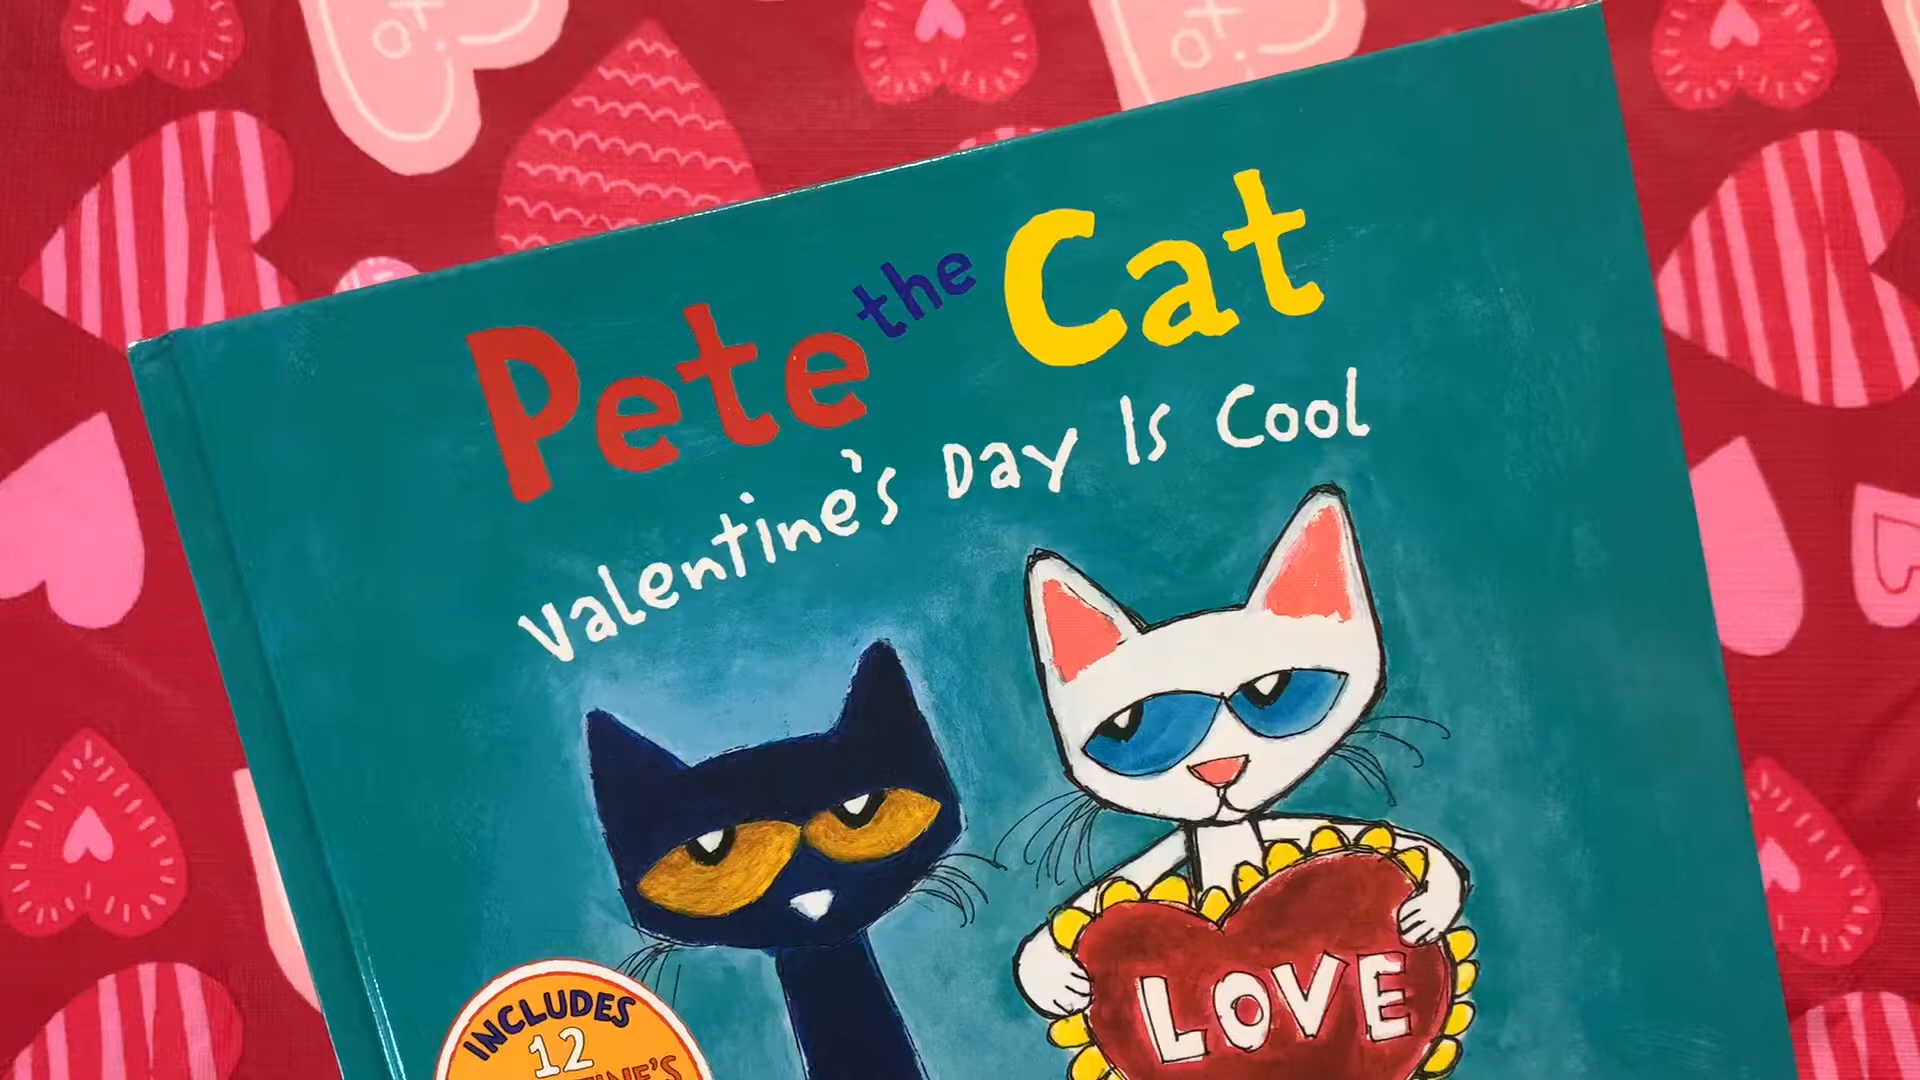 Pete the Cat
Valentine's Day Is Cool
LOVE
INCLUDES
12